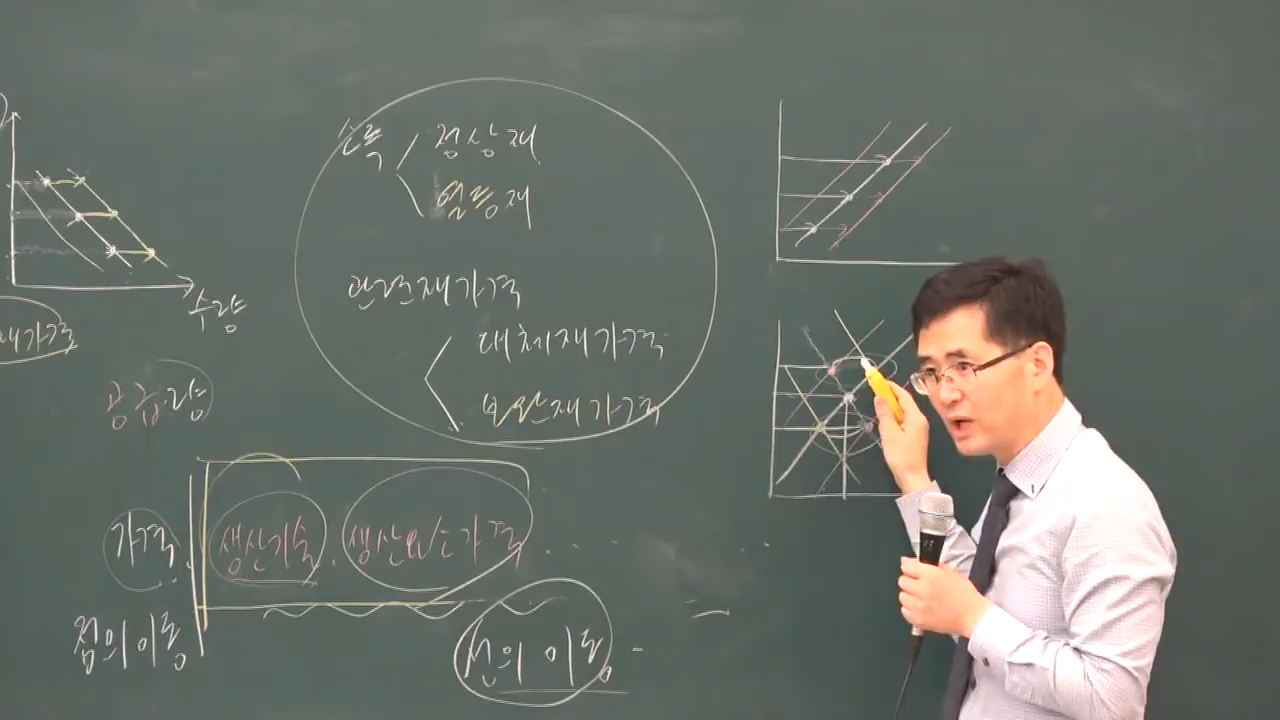 소득
정상재
열등재
관련재가격
대체재가격
보완재가격
수량
재가격
공급량
가격, 생산기술, 생산요소가격 . . .
점의 이동
선의 이동